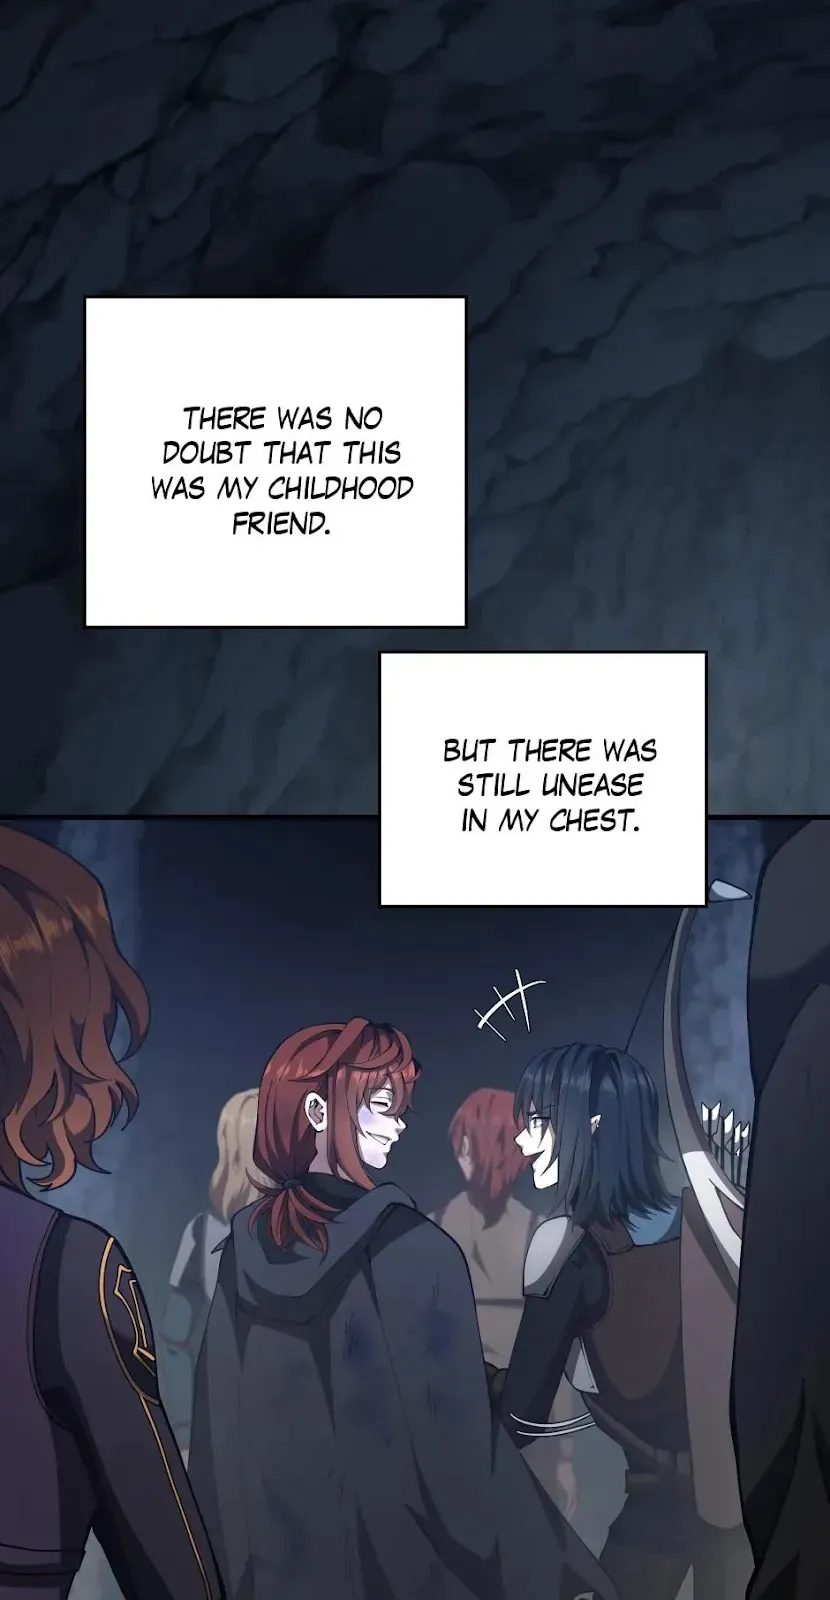 THERE WAS NO
DOUBT THAT THIS
WAS MY CHILDHOOD
FRIEND.
BUT THERE WAS
STILL UNEASE
IN MY CHEST.